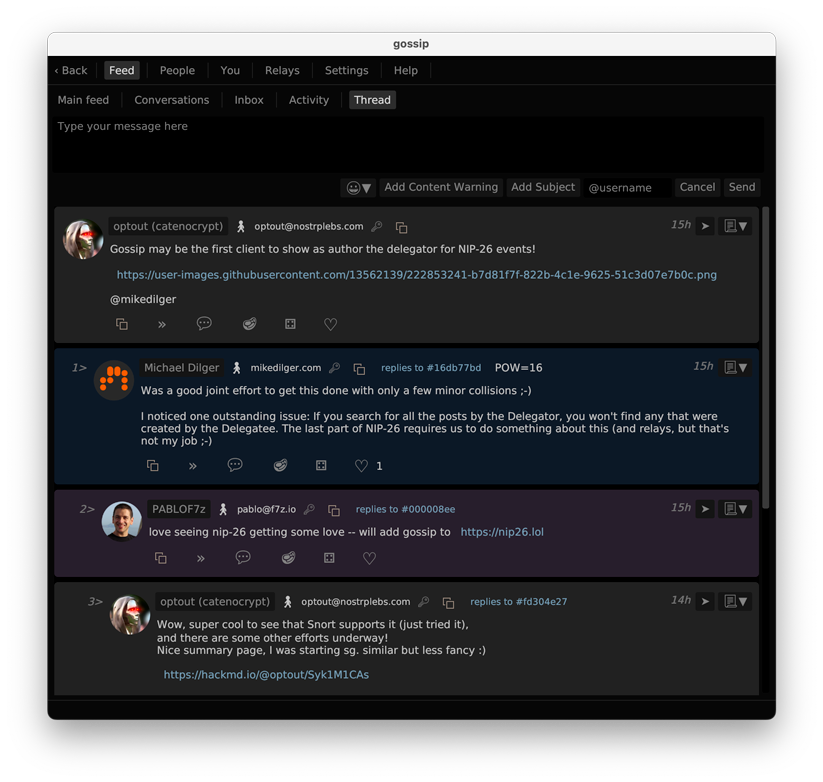 gossip
‹ Back Feed People You Relays Settings Help
Main feed Conversations Inbox Activity Thread
Type your message here
Add Content Warning Add Subject @username Cancel Send
optout (catenocrypt) optout@nostrplebs.com 15h
Gossip may be the first client to show as author the delegator for NIP-26 events!
https://user-images.githubusercontent.com/13562139/222853241-b7d81f7f-822b-4c1e-9625-51c3d07e7b0c.png
@mikedilger
1> Michael Dilger mikedilger.com replies to #16db77bd POW=16 15h
Was a good joint effort to get this done with only a few minor collisions ;-)
I noticed one outstanding issue: If you search for all the posts by the Delegator, you won't find any that were
created by the Delegatee. The last part of NIP-26 requires us to do something about this (and relays, but that's
not my job ;-)
1
2> PABLOF7z pablo@f7z.io replies to #000008ee 15h
love seeing nip-26 getting some love -- will add gossip to https://nip26.lol
3> optout (catenocrypt) optout@nostrplebs.com replies to #fd304e27 14h
Wow, super cool to see that Snort supports it (just tried it),
and there are some other efforts underway!
Nice summary page, I was starting sg. similar but less fancy :)
https://hackmd.io/@optout/Syk1M1CAs